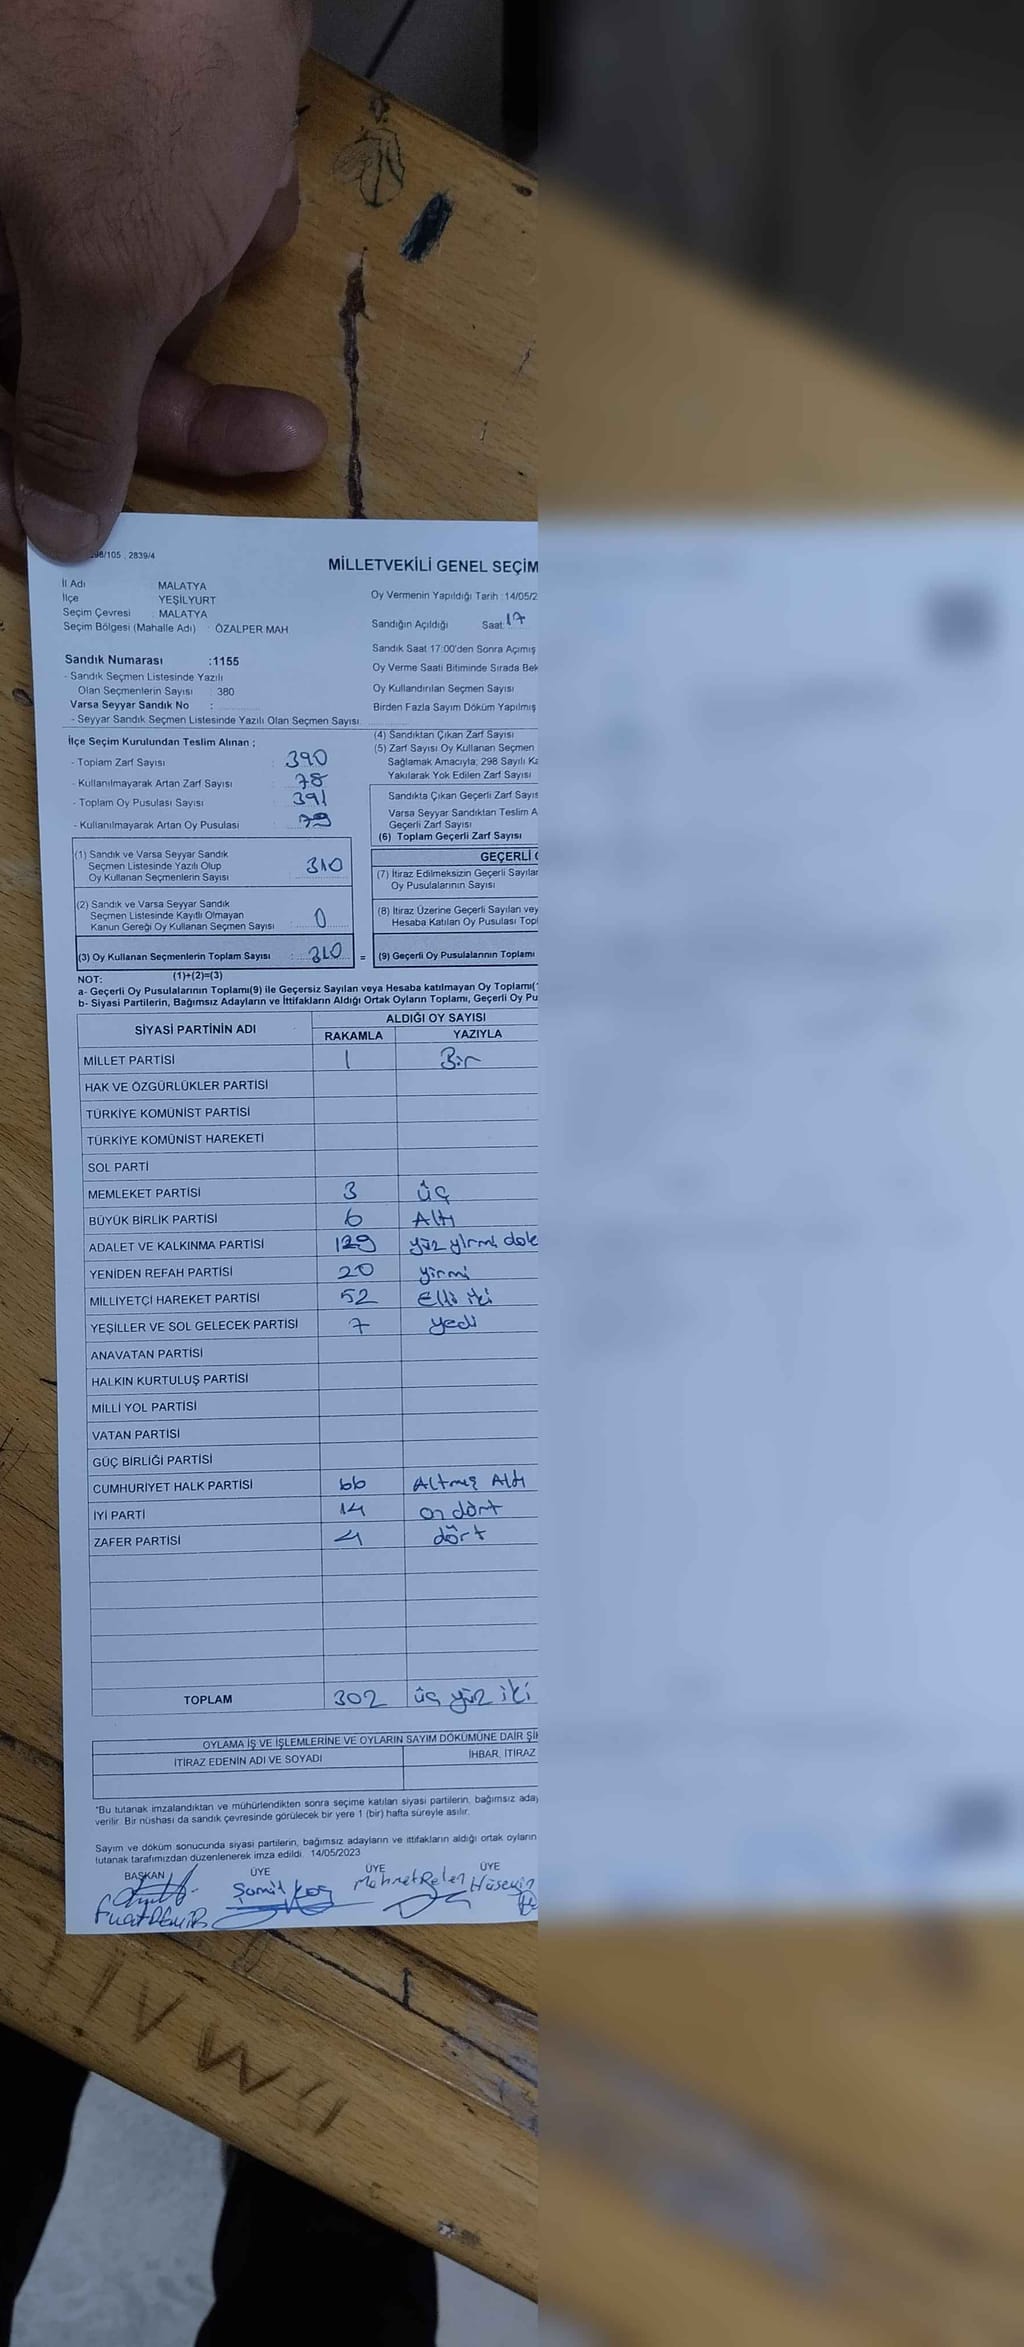 98/105 , 2839/4
MİLLETVEKİLİ GENEL SEÇİM
İl Adı MALATYA
İlçe YEŞİLYURT
Seçim Çevresi : MALATYA
Seçim Bölgesi (Mahalle Adı) : ÖZALPER MAH
Oy Vermenin Yapıldığı Tarih :14/05/2
Sandığın Açıldığı Saat: 17
Sandık Saat 17:00'den Sonra Açılmış
Oy Verme Saati Bitiminde Sırada Bek
Oy Kullandırılan Seçmen Sayısı
Birden Fazla Sayım Döküm Yapılmış
Sandık Numarası :1155
- Sandık Seçmen Listesinde Yazılı
Olan Seçmenlerin Sayısı : 380
Varsa Seyyar Sandık No :
- Seyyar Sandık Seçmen Listesinde Yazılı Olan Seçmen Sayısı
İlçe Seçim Kurulundan Teslim Alınan ;
- Toplam Zarf Sayısı : 390
- Kullanılmayarak Artan Zarf Sayısı : 78
- Toplam Oy Pusulası Sayısı : 391
- Kullanılmayarak Artan Oy Pusulası : 79
(4) Sandıktan Çıkan Zarf Sayısı
(5) Zarf Sayısı Oy Kullanan Seçmen
Sağlamak Amacıyla, 298 Sayılı Ka
Yakılarak Yok Edilen Zarf Sayısı
Sandıkta Çıkan Geçerli Zarf Sayıs
Varsa Seyyar Sandıktan Teslim A
Geçerli Zarf Sayısı
(6) Toplam Geçerli Zarf Sayısı
(1) Sandık ve Varsa Seyyar Sandık
Seçmen Listesinde Yazılı Olup
Oy Kullanan Seçmenlerin Sayısı 310
(2) Sandık ve Varsa Seyyar Sandık
Seçmen Listesinde Kayıtlı Olmayan
Kanun Gereği Oy Kullanan Seçmen Sayısı 0
(3) Oy Kullanan Seçmenlerin Toplam Sayısı : 310 =
GEÇERLİ
(7) İtiraz Edilmeksizin Geçerli Sayılan
Oy Pusulalarının Sayısı
(8) İtiraz Üzerine Geçerli Sayılan vey
Hesaba Katılan Oy Pusulası Topl
(9) Geçerli Oy Pusulalarının Toplamı
NOT: (1)+(2)=(3)
a- Geçerli Oy Pusulalarının Toplamı(9) ile Geçersiz Sayılan veya Hesaba katılmayan Oy Toplamı(
b- Siyasi Partilerin, Bağımsız Adayların ve İttifakların Aldığı Ortak Oyların Toplamı, Geçerli Oy Pu
SİYASİ PARTİNİN ADI ALDIĞI OY SAYISI
RAKAMLA YAZIYLA
MİLLET PARTİSİ 1 Bir
HAK VE ÖZGÜRLÜKLER PARTİSİ
TÜRKİYE KOMÜNİST PARTİSİ
TÜRKİYE KOMÜNİST HAREKETİ
SOL PARTİ
MEMLEKET PARTİSİ 3 üç
BÜYÜK BİRLİK PARTİSİ 6 Altı
ADALET VE KALKINMA PARTİSİ 129 yüz yirmi dok
YENİDEN REFAH PARTİSİ 20 yirmi
MİLLİYETÇİ HAREKET PARTİSİ 52 Elli iki
YEŞİLLER VE SOL GELECEK PARTİSİ 7 yedi
ANAVATAN PARTİSİ
HALKIN KURTULUŞ PARTİSİ
MİLLİ YOL PARTİSİ
VATAN PARTİSİ
GÜÇ BİRLİĞİ PARTİSİ
CUMHURİYET HALK PARTİSİ 66 Altmış Altı
İYİ PARTİ 14 on dört
ZAFER PARTİSİ 4 dört
TOPLAM 302 üç yüz iki
OYLAMA İŞ VE İŞLEMLERİNE VE OYLARIN SAYIM DÖKÜMÜNE DAİR Şİ
İTİRAZ EDENİN ADI VE SOYADI İHBAR, İTİRAZ
*Bu tutanak imzalandıktan ve mühürlendikten sonra seçime katılan siyasi partilerin, bağımsız aday
verilir. Bir nüshası da sandık çevresinde görülecek bir yere 1 (bir) hafta süreyle asılır.
Sayım ve döküm sonucunda siyasi partilerin, bağımsız adayların ve ittifakların aldığı ortak oyların
tutanak tarafımızdan düzenlenerek imza edildi. 14/05/2023
BAŞKAN ÜYE ÜYE ÜYE
Fuat DEMİR Şamil Koç Mehmet Hüseyin